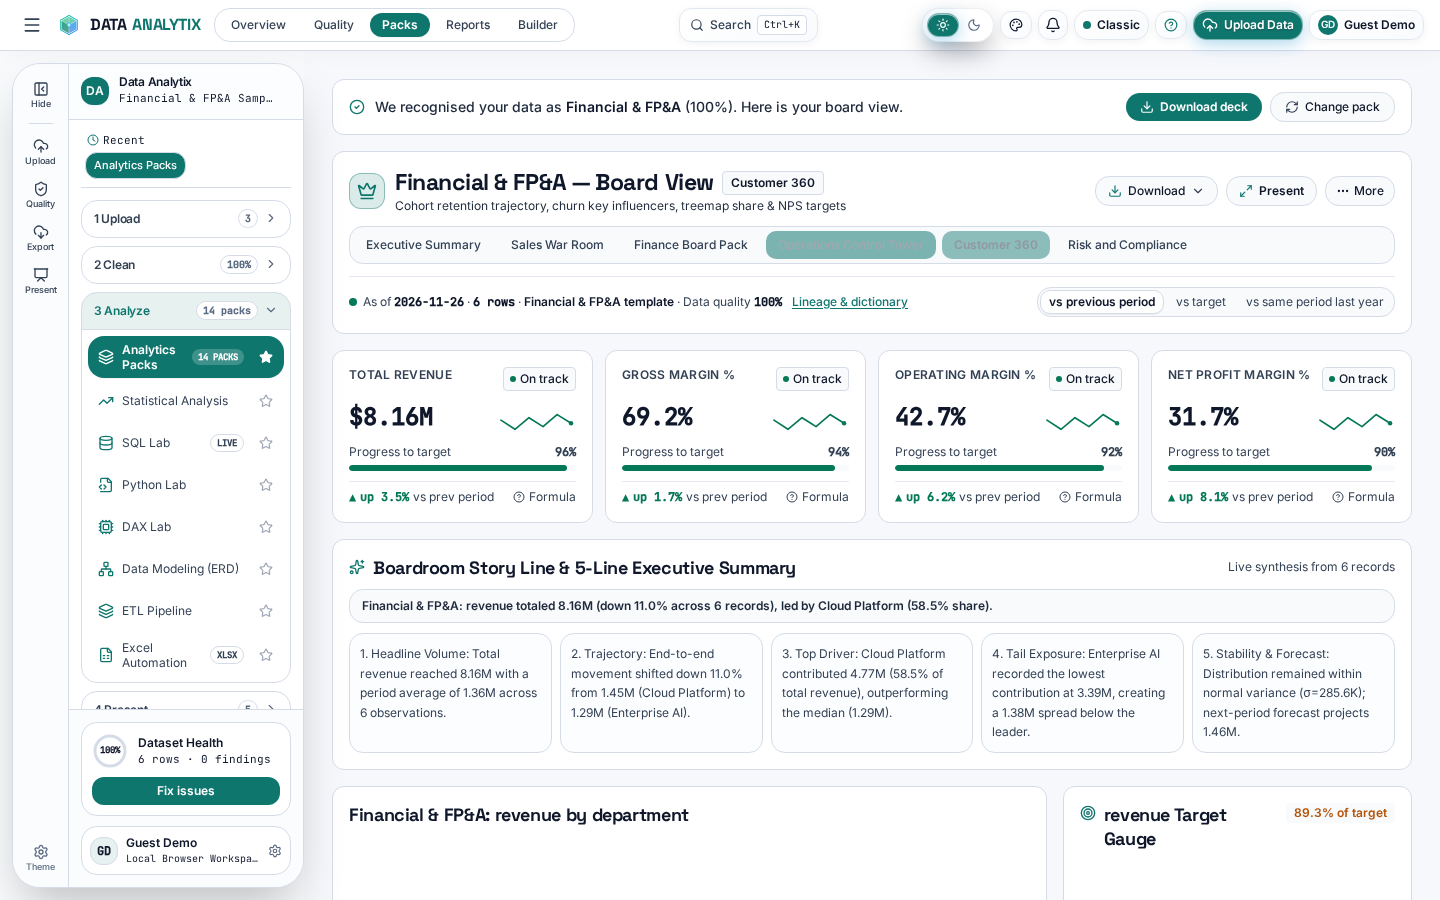 DATA ANALYTIX
Overview
Quality
Packs
Reports
Builder
Search Ctrl+K
Classic
Upload Data
GD Guest Demo
Hide
Upload
Quality
Export
Present
Theme
DA
Data Analytix
Financial & FP&A Samp…
Recent
Analytics Packs
1 Upload 3
2 Clean 100%
3 Analyze 14 packs
Analytics Packs 14 PACKS
Statistical Analysis
SQL Lab LIVE
Python Lab
DAX Lab
Data Modeling (ERD)
ETL Pipeline
Excel Automation XLSX
4 Present 5
100%
Dataset Health
6 rows · 0 findings
Fix issues
GD
Guest Demo
Local Browser Workspa…
We recognised your data as Financial & FP&A (100%). Here is your board view.
Download deck
Change pack
Financial & FP&A — Board View Customer 360
Cohort retention trajectory, churn key influencers, treemap share & NPS targets
Download
Present
··· More
Executive Summary
Sales War Room
Finance Board Pack
Customer 360
Risk and Compliance
As of 2026-11-26 · 6 rows · Financial & FP&A template · Data quality 100% Lineage & dictionary
vs previous period
vs target
vs same period last year
TOTAL REVENUE On track
$8.16M
Progress to target 96%
▲ up 3.5% vs prev period Formula
GROSS MARGIN % On track
69.2%
Progress to target 94%
▲ up 1.7% vs prev period Formula
OPERATING MARGIN % On track
42.7%
Progress to target 92%
▲ up 6.2% vs prev period Formula
NET PROFIT MARGIN % On track
31.7%
Progress to target 90%
▲ up 8.1% vs prev period Formula
Boardroom Story Line & 5-Line Executive Summary
Live synthesis from 6 records
Financial & FP&A: revenue totaled 8.16M (down 11.0% across 6 records), led by Cloud Platform (58.5% share).
1. Headline Volume: Total
revenue reached 8.16M with a
period average of 1.36M across
6 observations.
2. Trajectory: End-to-end
movement shifted down 11.0%
from 1.45M (Cloud Platform) to
1.29M (Enterprise AI).
3. Top Driver: Cloud Platform
contributed 4.77M (58.5% of
total revenue), outperforming
the median (1.29M).
4. Tail Exposure: Enterprise AI
recorded the lowest
contribution at 3.39M, creating
a 1.38M spread below the
leader.
5. Stability & Forecast:
Distribution remained within
normal variance (σ=285.6K);
next-period forecast projects
1.46M.
Financial & FP&A: revenue by department
revenue Target
Gauge
89.3% of target